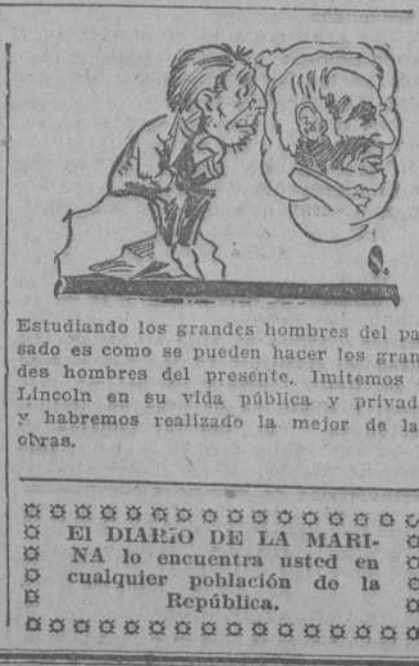 Estudiando los grandes hombres del pa
sado es como se pueden hacer los gran
des hombres del presente. Imitemos
Lincoln en su vida pública y privad
y habremos realizado la mejor de la
obras.
El DIARIO DE LA MARI-
NA lo encuentra usted en
cualquier población de la
República.